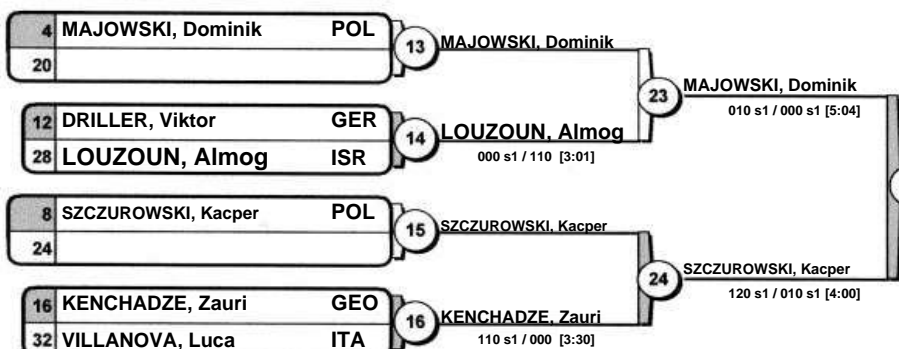 4 MAJOWSKI, Dominik POL
20
13
MAJOWSKI, Dominik
12 DRILLER, Viktor GER
28 LOUZOUN, Almog ISR
14
LOUZOUN, Almog
000 s1 / 110 [3:01]
23
MAJOWSKI, Dominik
010 s1 / 000 s1 [5:04]
8 SZCZUROWSKI, Kacper POL
24
15
SZCZUROWSKI, Kacper
16 KENCHADZE, Zauri GEO
32 VILLANOVA, Luca ITA
16
KENCHADZE, Zauri
110 s1 / 000 [3:30]
24
SZCZUROWSKI, Kacper
120 s1 / 010 s1 [4:00]